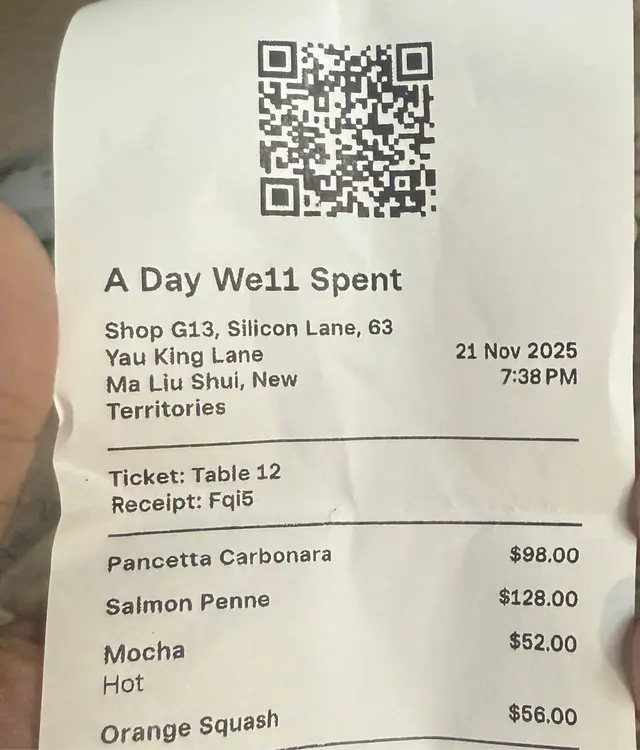 A Day We11 Spent
Shop G13, Silicon Lane, 63
Yau King Lane
Ma Liu Shui, New
Territories
21 Nov 2025
7:38 PM
Ticket: Table 12
Receipt: Fqi5
Pancetta Carbonara $98.00
Salmon Penne $128.00
Mocha $52.00
Hot
Orange Squash $56.00